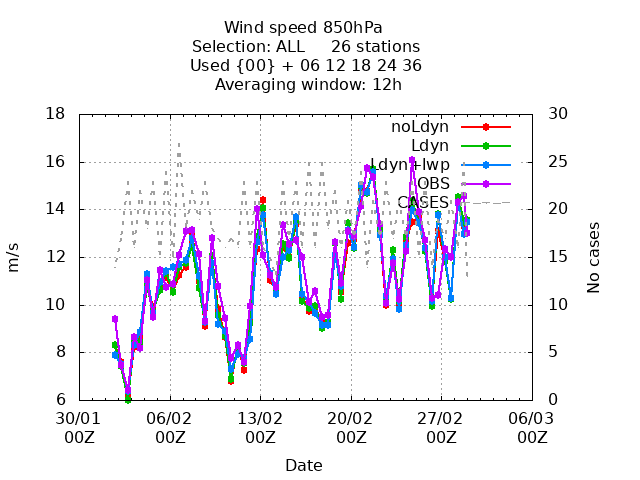 Wind speed 850hPa
Selection: ALL 26 stations
Used {00} + 06 12 18 24 36
Averaging window: 12h
18 30
noLdyn
Ldyn
16 25
Ldyn+lwp
OBS
14 20
CASES
12 15
m/s
No cases
10 10
8 5
6 0
30/01 06/02 13/02 20/02 27/02 06/03
00Z 00Z 00Z 00Z 00Z 00Z
Date